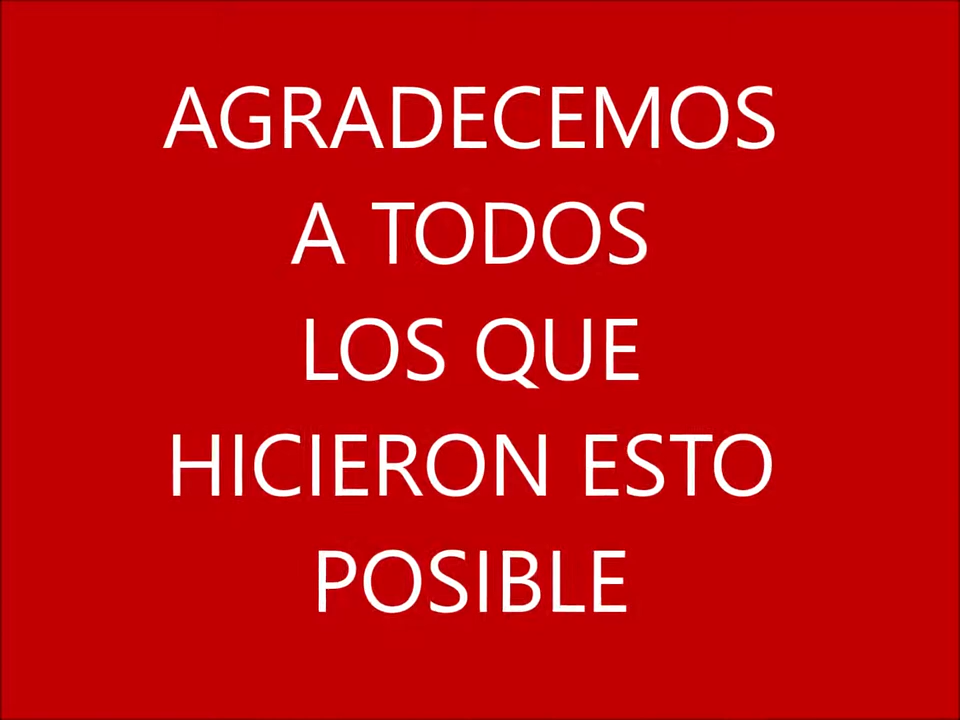 AGRADECEMOS
A TODOS
LOS QUE
HICIERON ESTO
POSIBLE